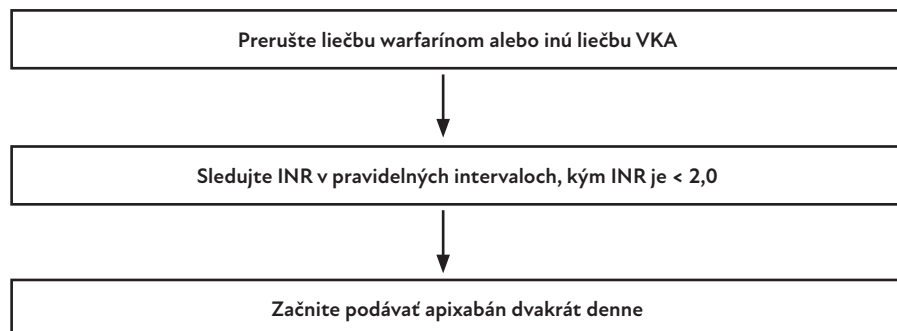 Prerušte liečbu warfarínom alebo inú liečbu VKA
Sledujte INR v pravidelných intervaloch, kým INR je < 2,0
Začnite podávať apixabán dvakrát denne